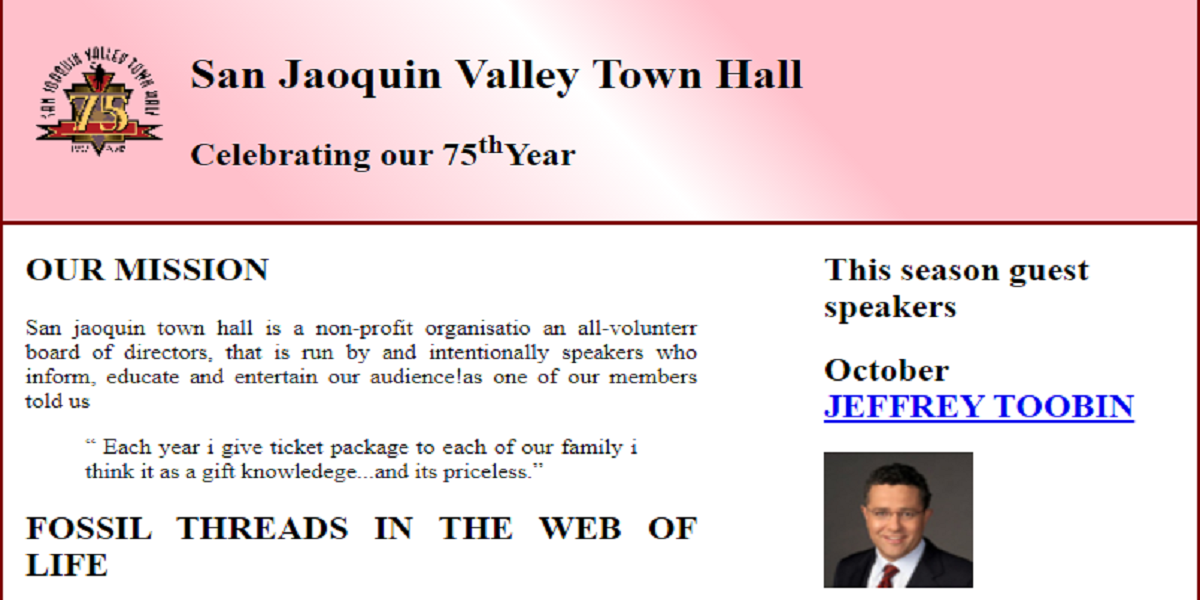 SAN JOAQUIN VALLEY TOWN HALL
75
San Jaoquin Valley Town Hall
Celebrating our 75thYear
OUR MISSION
San jaoquin town hall is a non-profit organisatio an all-volunterr
board of directors, that is run by and intentionally speakers who
inform, educate and entertain our audience!as one of our members
told us
“ Each year i give ticket package to each of our family i
think it as a gift knowledege...and its priceless.”
FOSSIL THREADS IN THE WEB OF
LIFE
This season guest
speakers
October
JEFFREY TOOBIN